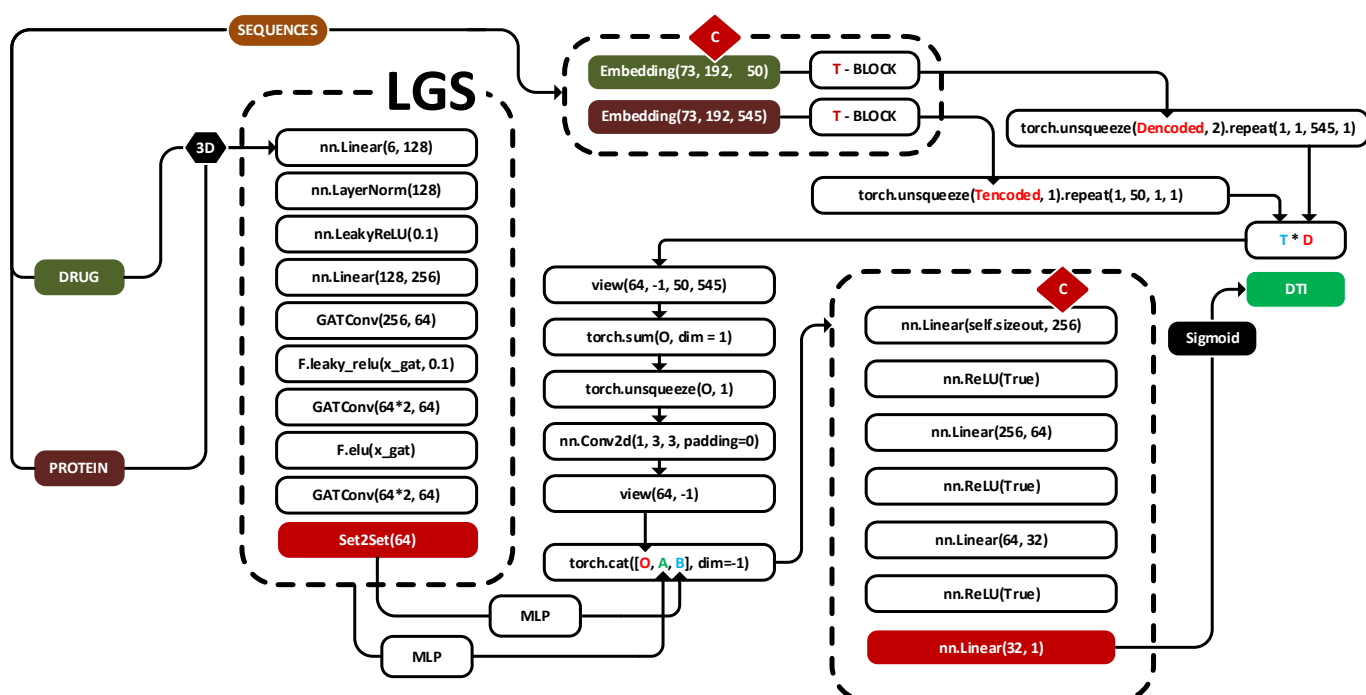 SEQUENCES
LGS
3D
DRUG
PROTEIN
nn.Linear(6, 128)
nn.LayerNorm(128)
nn.LeakyReLU(0.1)
nn.Linear(128, 256)
GATConv(256, 64)
F.leaky_relu(x_gat, 0.1)
GATConv(64*2, 64)
F.elu(x_gat)
GATConv(64*2, 64)
Set2Set(64)
MLP
MLP
C
Embedding(73, 192, 50)
T - BLOCK
Embedding(73, 192, 545)
T - BLOCK
torch.unsqueeze(Dencoded, 2).repeat(1, 1, 545, 1)
torch.unsqueeze(Tencoded, 1).repeat(1, 50, 1, 1)
T * D
view(64, -1, 50, 545)
torch.sum(O, dim = 1)
torch.unsqueeze(O, 1)
nn.Conv2d(1, 3, 3, padding=0)
view(64, -1)
torch.cat([O, A, B], dim=-1)
C
nn.Linear(self.sizeout, 256)
nn.ReLU(True)
nn.Linear(256, 64)
nn.ReLU(True)
nn.Linear(64, 32)
nn.ReLU(True)
nn.Linear(32, 1)
Sigmoid
DTI